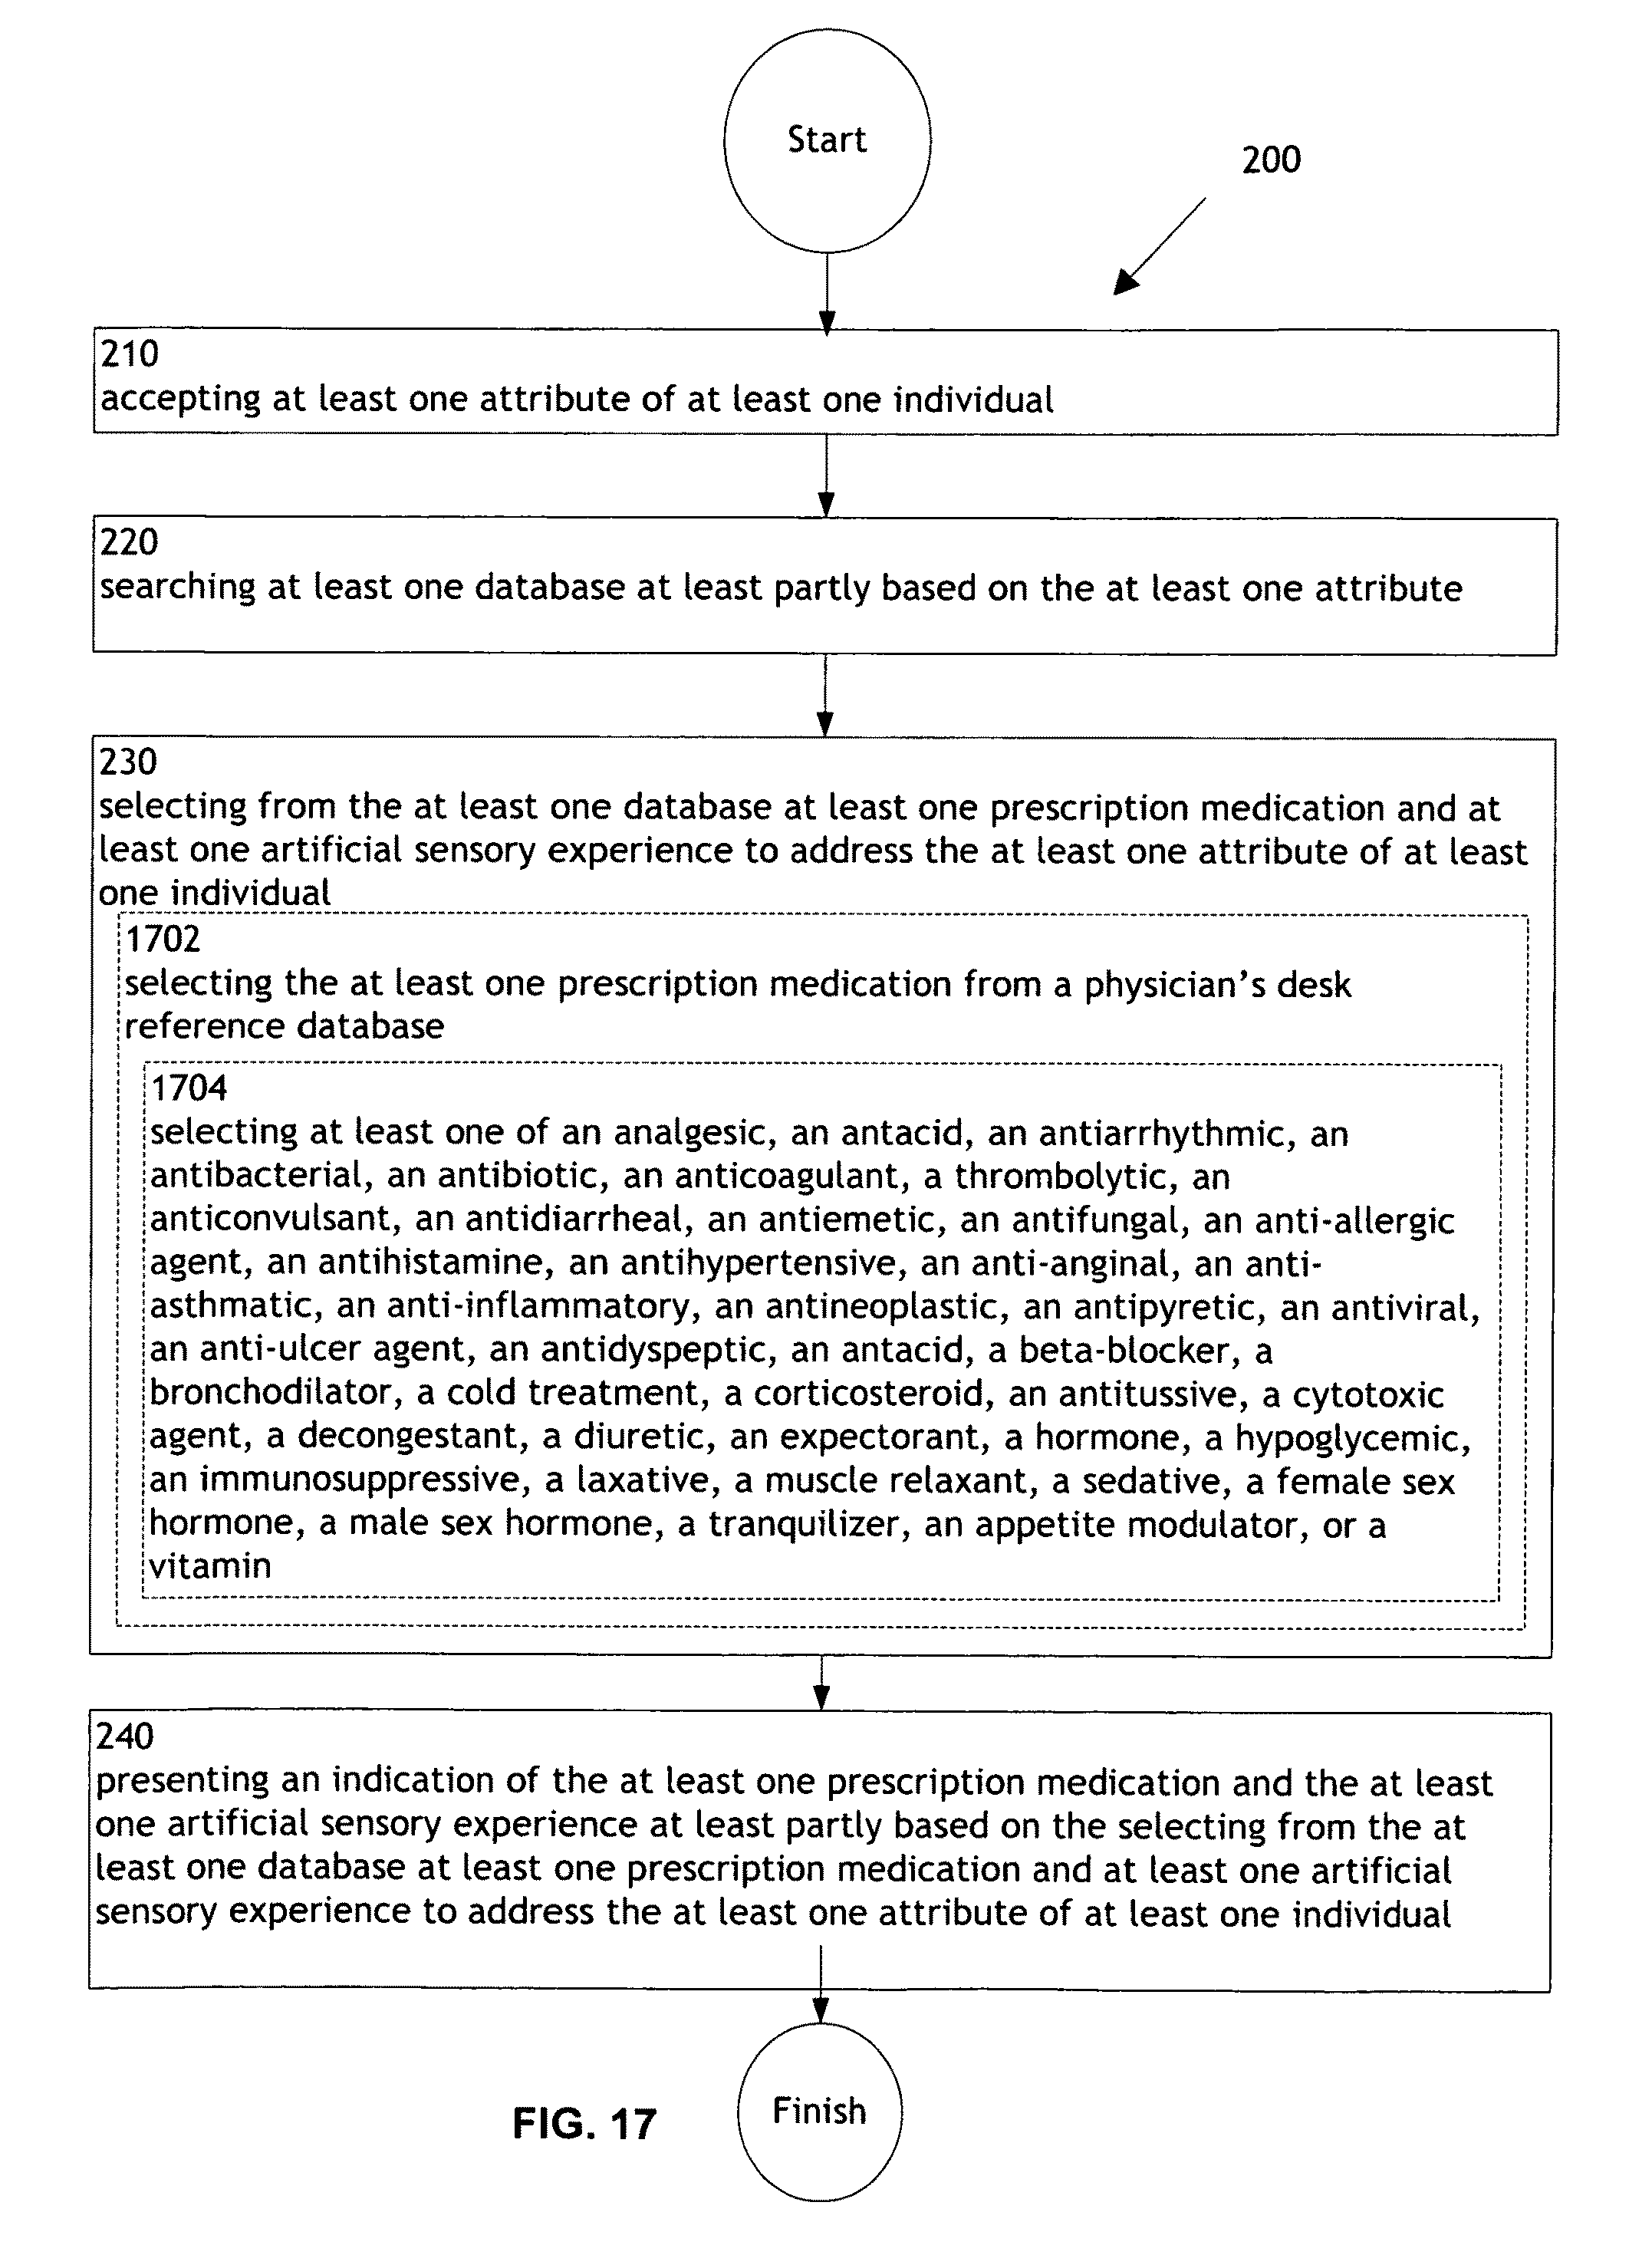 Start
200
210
accepting at least one attribute of at least one individual
220
searching at least one database at least partly based on the at least one attribute
230
selecting from the at least one database at least one prescription medication and at
least one artificial sensory experience to address the at least one attribute of at least
one individual
1702
selecting the at least one prescription medication from a physician’s desk
reference database
1704
selecting at least one of an analgesic, an antacid, an antiarrhythmic, an
antibacterial, an antibiotic, an anticoagulant, a thrombolytic, an
anticonvulsant, an antidiarrheal, an antiemetic, an antifungal, an anti-allergic
agent, an antihistamine, an antihypertensive, an anti-anginal, an anti-
asthmatic, an anti-inflammatory, an antineoplastic, an antipyretic, an antiviral,
an anti-ulcer agent, an antidyspeptic, an antacid, a beta-blocker, a
bronchodilator, a cold treatment, a corticosteroid, an antitussive, a cytotoxic
agent, a decongestant, a diuretic, an expectorant, a hormone, a hypoglycemic,
an immunosuppressive, a laxative, a muscle relaxant, a sedative, a female sex
hormone, a male sex hormone, a tranquilizer, an appetite modulator, or a
vitamin
240
presenting an indication of the at least one prescription medication and the at least
one artificial sensory experience at least partly based on the selecting from the at
least one database at least one prescription medication and at least one artificial
sensory experience to address the at least one attribute of at least one individual
Finish
FIG. 17